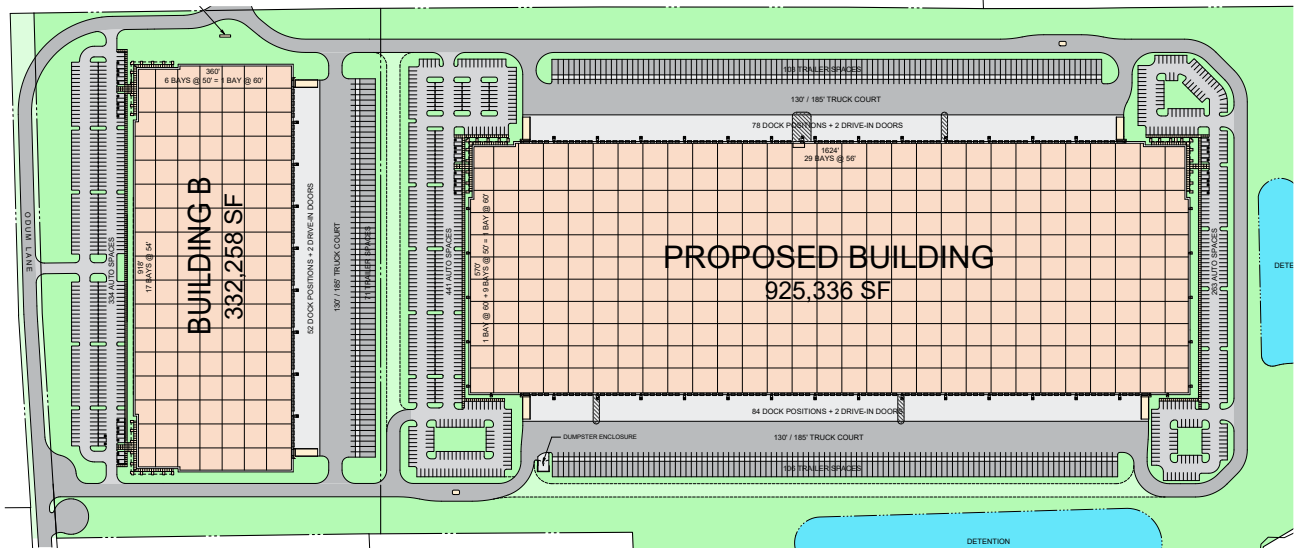 360'
6 BAYS @ 50' = 1 BAY @ 60'
ODUM LANE
334 AUTO SPACES
918'
17 BAYS @ 54'
BUILDING B
332,258 SF
52 DOCK POSITIONS + 2 DRIVE-IN DOORS
130' / 185' TRUCK COURT
71 TRAILER SPACES
441 AUTO SPACES
103 TRAILER SPACES
130' / 185' TRUCK COURT
78 DOCK POSITIONS + 2 DRIVE-IN DOORS
1624'
29 BAYS @ 56'
570'
1 BAY @ 60' + 9 BAYS @ 50' = 1 BAY @ 60'
PROPOSED BUILDING
925,336 SF
263 AUTO SPACES
DETE
84 DOCK POSITIONS + 2 DRIVE-IN DOORS
DUMPSTER ENCLOSURE
130' / 185' TRUCK COURT
106 TRAILER SPACES
DETENTION